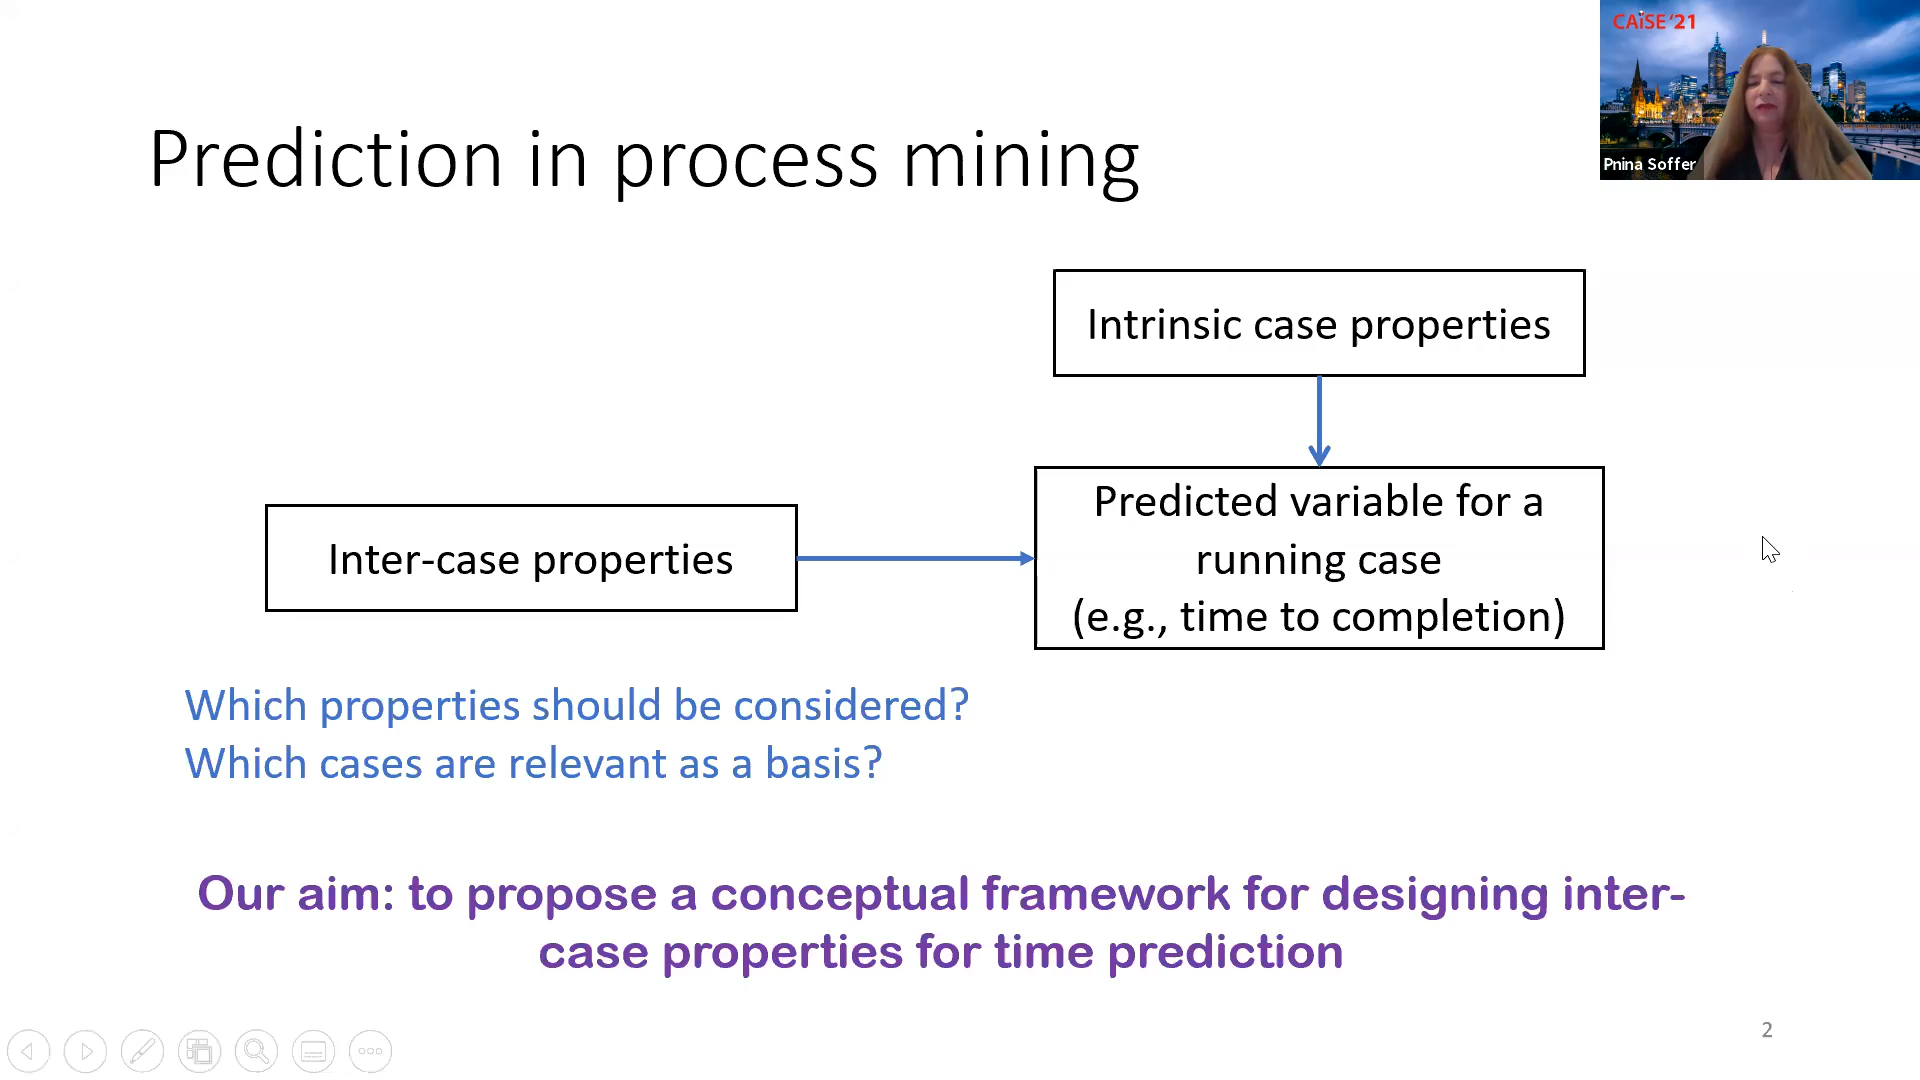 CAiSE '21
Pnina Soffer
Prediction in process mining
Intrinsic case properties
Inter-case properties
Predicted variable for a
running case
(e.g., time to completion)
Which properties should be considered?
Which cases are relevant as a basis?
Our aim: to propose a conceptual framework for designing inter-
case properties for time prediction
2